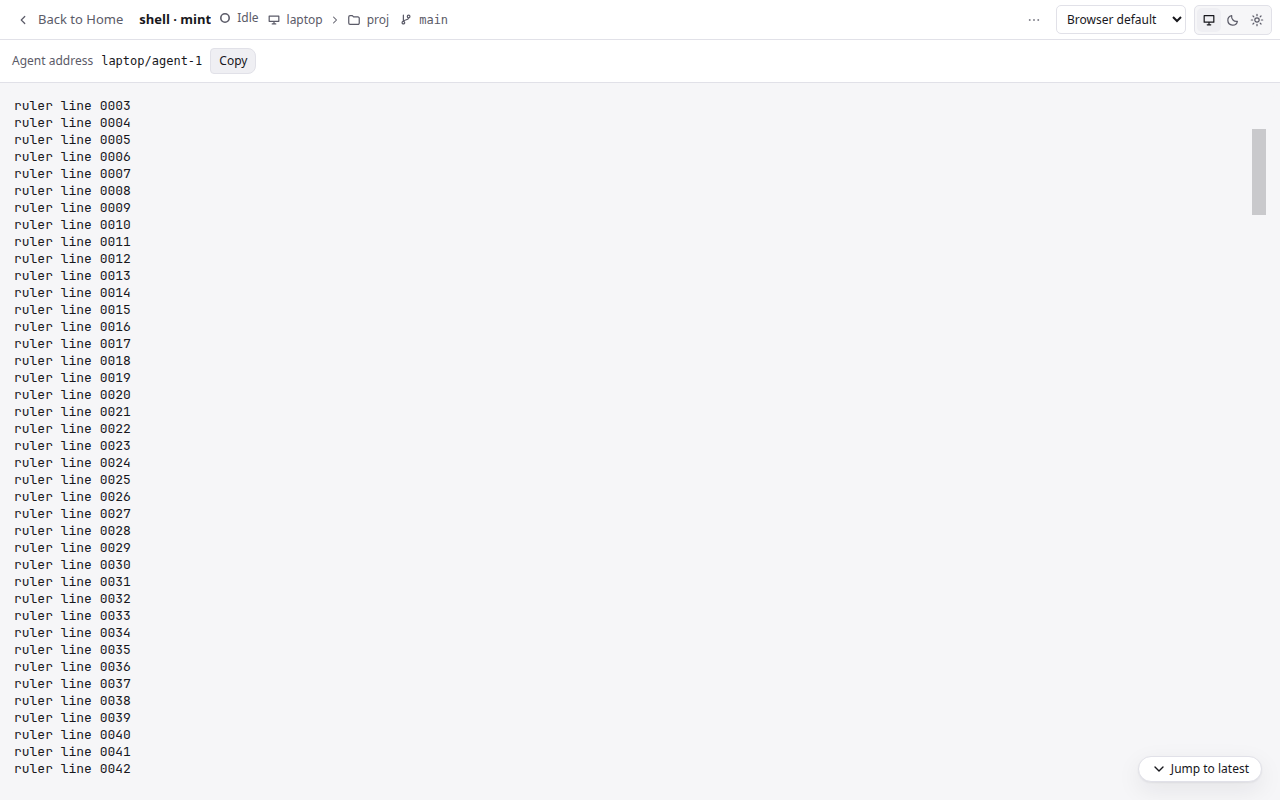 Back to Home shell · mint Idle laptop proj main ··· Browser default
Agent address laptop/agent-1 Copy
ruler line 0003
ruler line 0004
ruler line 0005
ruler line 0006
ruler line 0007
ruler line 0008
ruler line 0009
ruler line 0010
ruler line 0011
ruler line 0012
ruler line 0013
ruler line 0014
ruler line 0015
ruler line 0016
ruler line 0017
ruler line 0018
ruler line 0019
ruler line 0020
ruler line 0021
ruler line 0022
ruler line 0023
ruler line 0024
ruler line 0025
ruler line 0026
ruler line 0027
ruler line 0028
ruler line 0029
ruler line 0030
ruler line 0031
ruler line 0032
ruler line 0033
ruler line 0034
ruler line 0035
ruler line 0036
ruler line 0037
ruler line 0038
ruler line 0039
ruler line 0040
ruler line 0041
ruler line 0042
Jump to latest